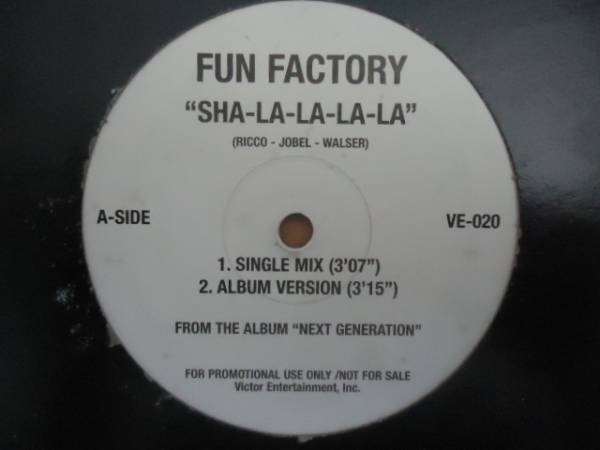 FUN FACTORY
“SHA-LA-LA-LA-LA”
(RICCO - JOBEL - WALSER)
A-SIDE
VE-020
1. SINGLE MIX (3’07”)
2. ALBUM VERSION (3’15”)
FROM THE ALBUM “NEXT GENERATION”
FOR PROMOTIONAL USE ONLY /NOT FOR SALE
Victor Entertainment, Inc.